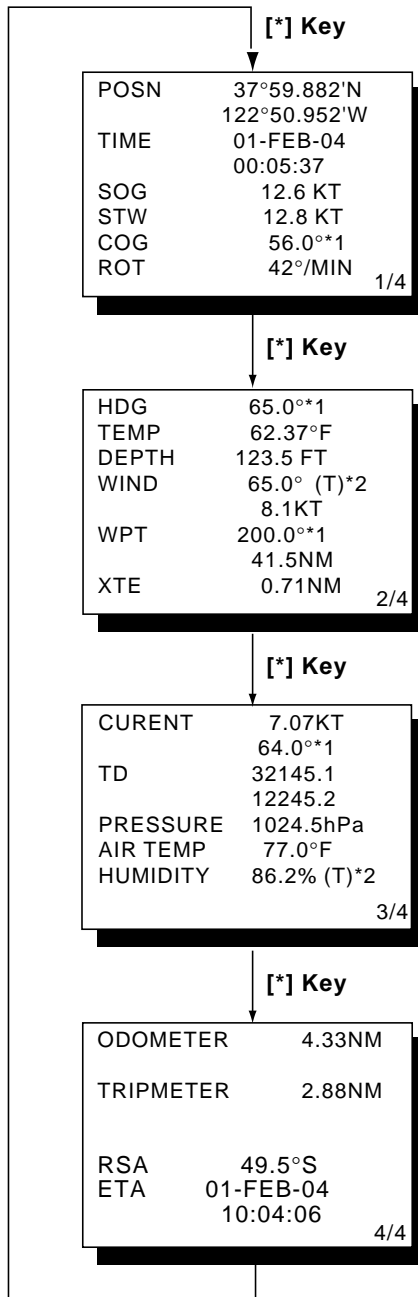 [*] Key
POSN 37°59.882'N
122°50.952'W
TIME 01-FEB-04
00:05:37
SOG 12.6 KT
STW 12.8 KT
COG 56.0°*1
ROT 42°/MIN
1/4
[*] Key
HDG 65.0°*1
TEMP 62.37°F
DEPTH 123.5 FT
WIND 65.0° (T)*2
8.1KT
WPT 200.0°*1
41.5NM
XTE 0.71NM
2/4
[*] Key
CURENT 7.07KT
64.0°*1
TD 32145.1
12245.2
PRESSURE 1024.5hPa
AIR TEMP 77.0°F
HUMIDITY 86.2% (T)*2
3/4
[*] Key
ODOMETER 4.33NM
TRIPMETER 2.88NM
RSA 49.5°S
ETA 01-FEB-04
10:04:06
4/4